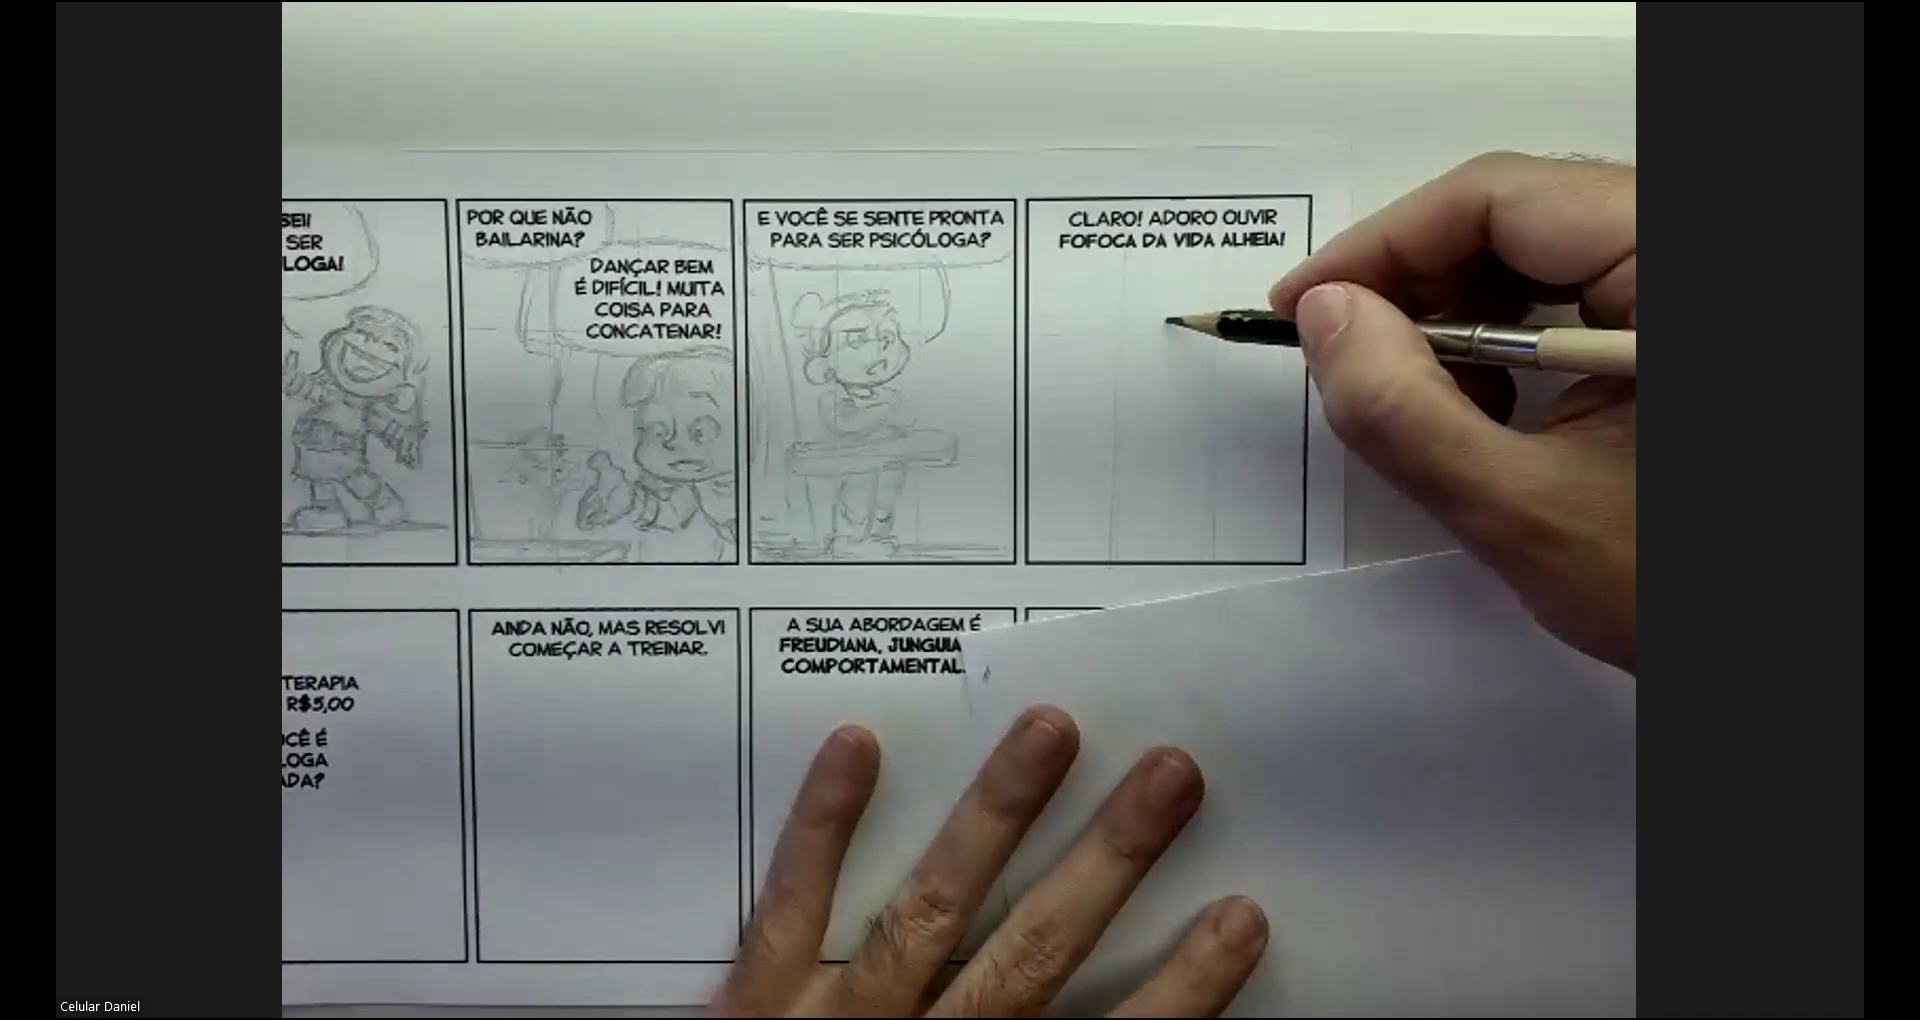 SEI!
SER
LOGA!
POR QUE NÃO
BAILARINA?
DANÇAR BEM
É DIFÍCIL! MUITA
COISA PARA
CONCATENAR!
E VOCÊ SE SENTE PRONTA
PARA SER PSICÓLOGA?
CLARO! ADORO OUVIR
FOFOCA DA VIDA ALHEIA!
TERAPIA
R$5,00
OCÊ É
LOGA
ADA?
AINDA NÃO, MAS RESOLVI
COMEÇAR A TREINAR.
A SUA ABORDAGEM É
FREUDIANA, JUNGUIA
COMPORTAMENTAL.
Celular Daniel